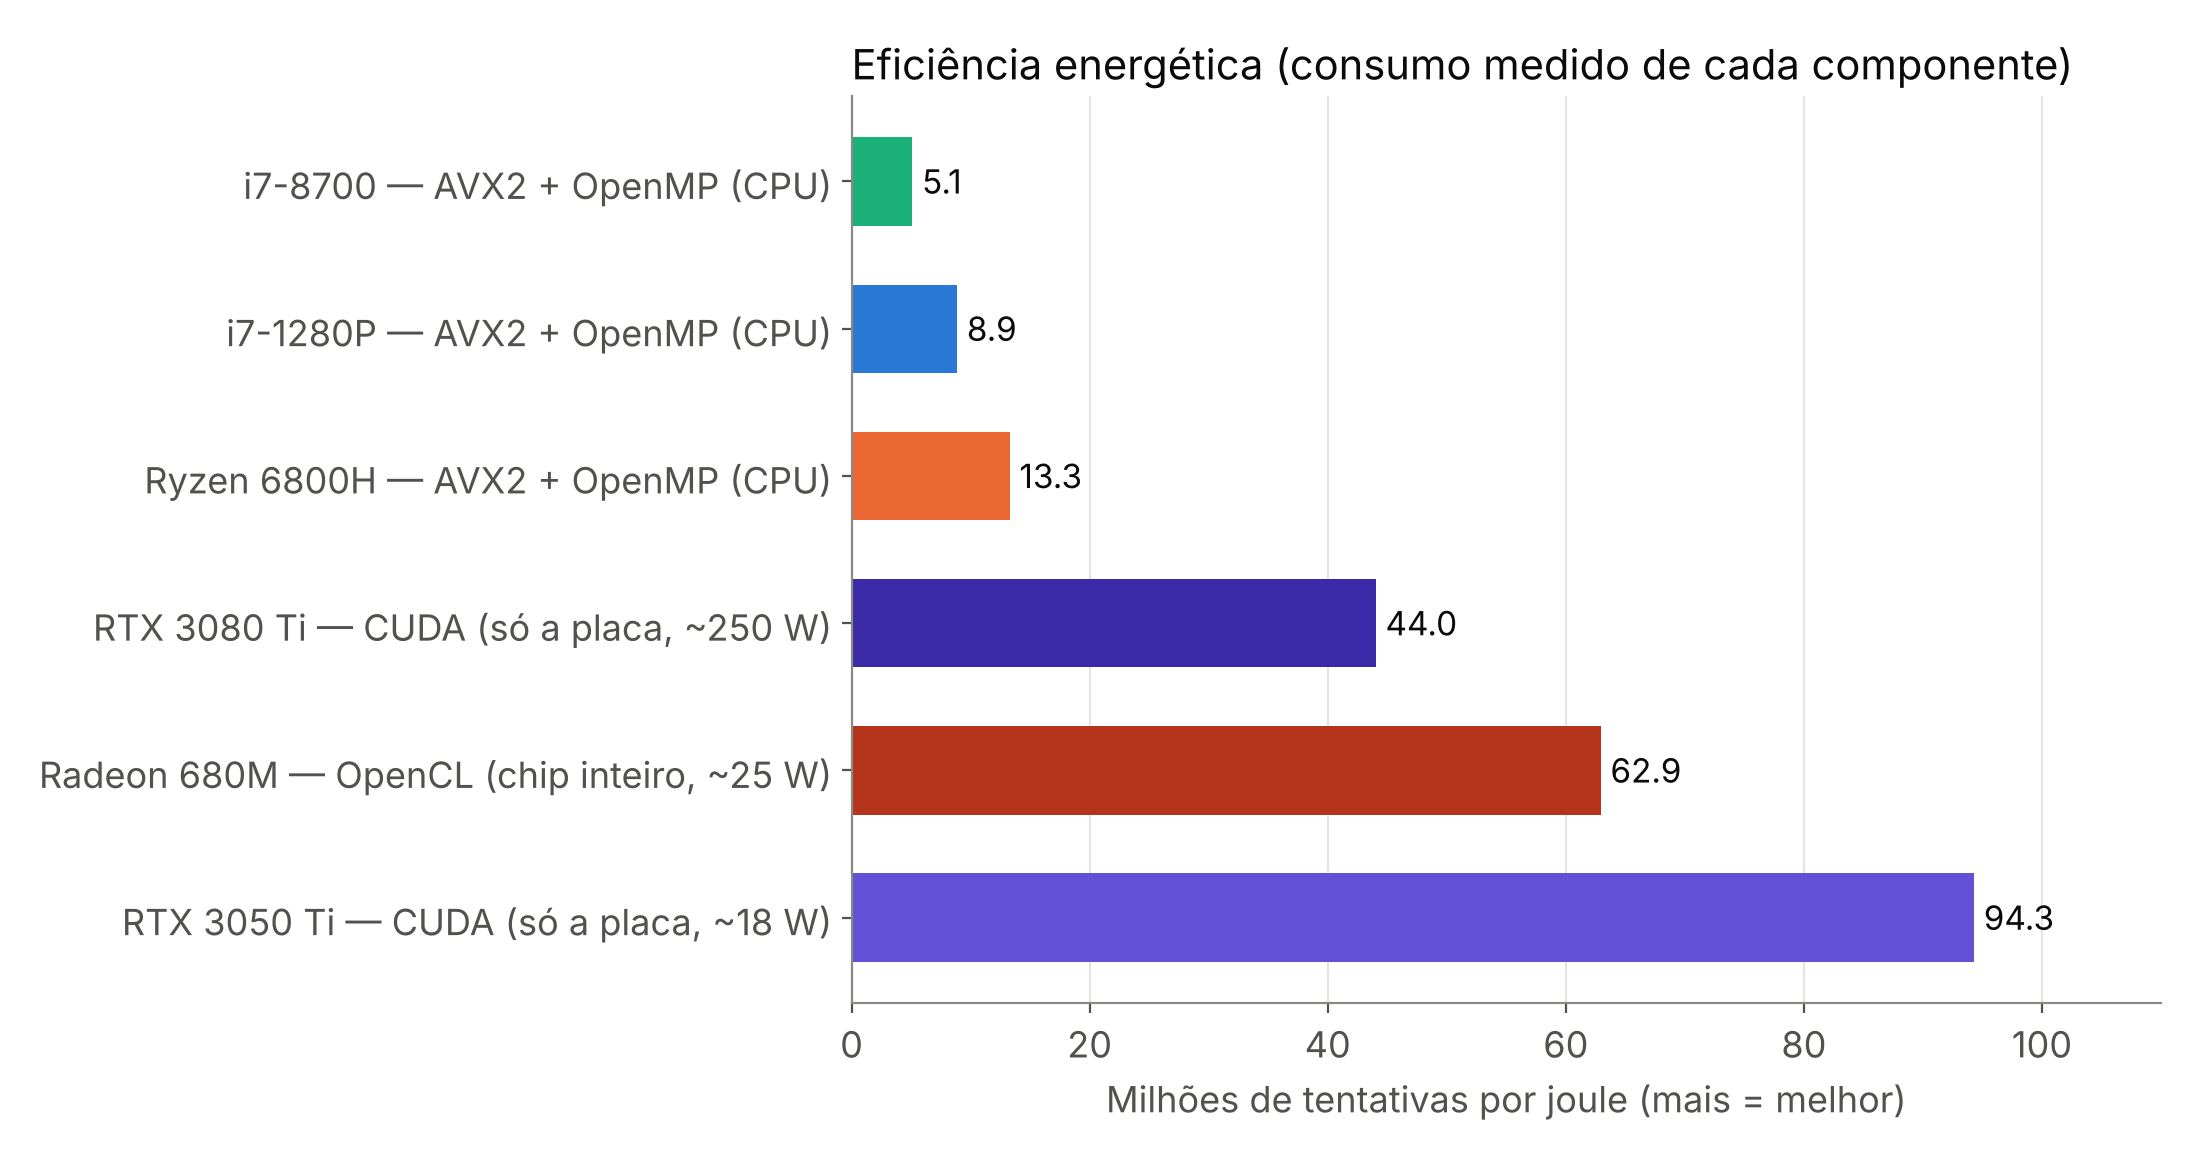 Eficiência energética (consumo medido de cada componente)
i7-8700 — AVX2 + OpenMP (CPU)
5.1
i7-1280P — AVX2 + OpenMP (CPU)
8.9
Ryzen 6800H — AVX2 + OpenMP (CPU)
13.3
RTX 3080 Ti — CUDA (só a placa, ~250 W)
44.0
Radeon 680M — OpenCL (chip inteiro, ~25 W)
62.9
RTX 3050 Ti — CUDA (só a placa, ~18 W)
94.3
0 20 40 60 80 100
Milhões de tentativas por joule (mais = melhor)